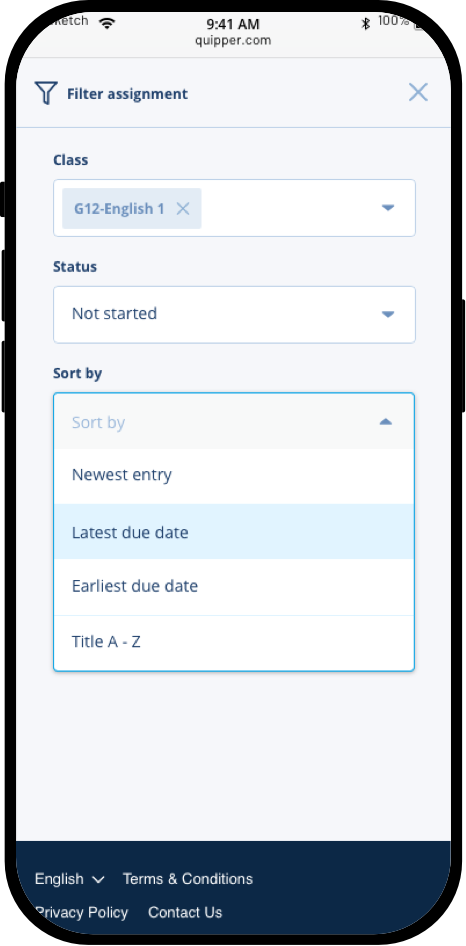 9:41 AM
100%
quipper.com
Filter assignment
Class
G12-English 1
Status
Not started
Sort by
Sort by
Newest entry
Latest due date
Earliest due date
Title A - Z
English
Terms & Conditions
Privacy Policy
Contact Us